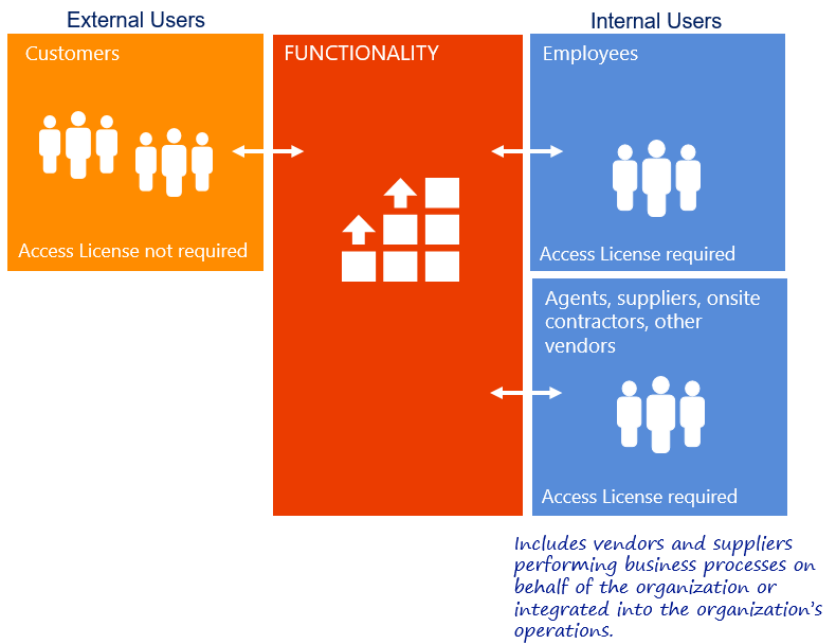 External Users
Customers
Access License not required
FUNCTIONALITY
Internal Users
Employees
Access License required
Agents, suppliers, onsite
contractors, other
vendors
Access License required
Includes vendors and suppliers
performing business processes on
behalf of the organization or
integrated into the organization's
operations.